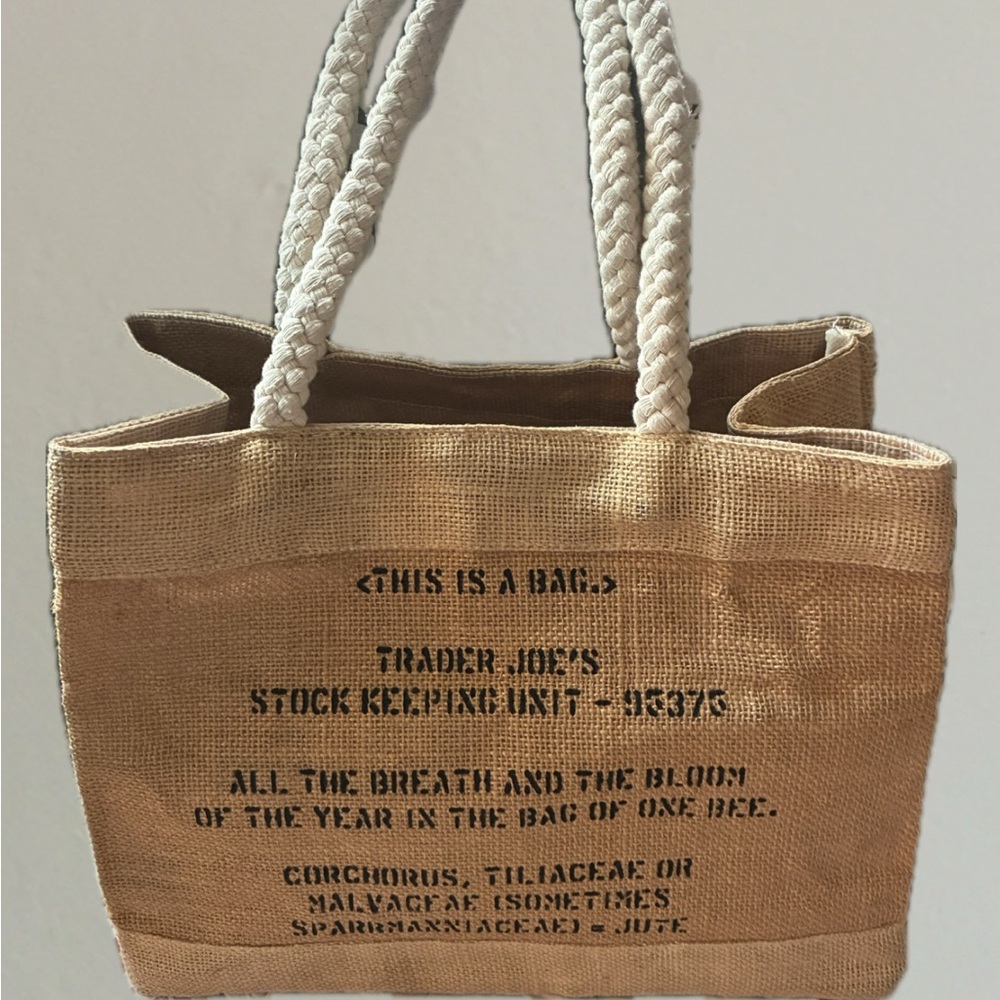 <THIS IS A BAG.>
TRADER JOE'S
STOCK KEEPING UNIT - 95375
ALL THE BREATH AND THE BLOOM
OF THE YEAR IN THE BAG OF ONE BEE.
CORCHORUS, TILIACEAE OR
MALVACEAE (SOMETIMES
SPARRMANNIACEAE) = JUTE